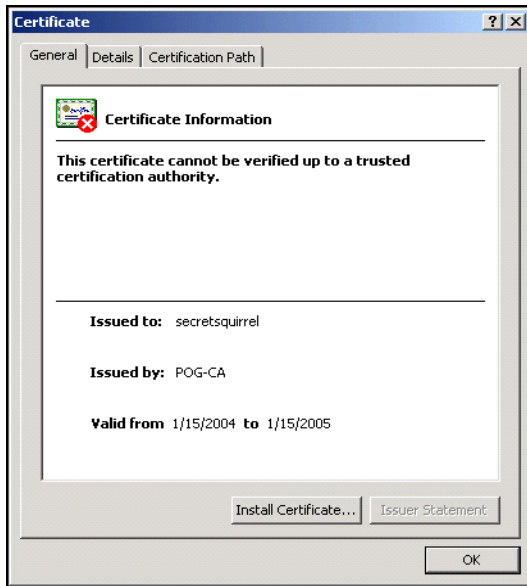 Certificate
? X
General Details Certification Path
Certificate Information
This certificate cannot be verified up to a trusted
certification authority.
Issued to: secretsquirrel
Issued by: POG-CA
Valid from 1/15/2004 to 1/15/2005
Install Certificate... Issuer Statement
OK